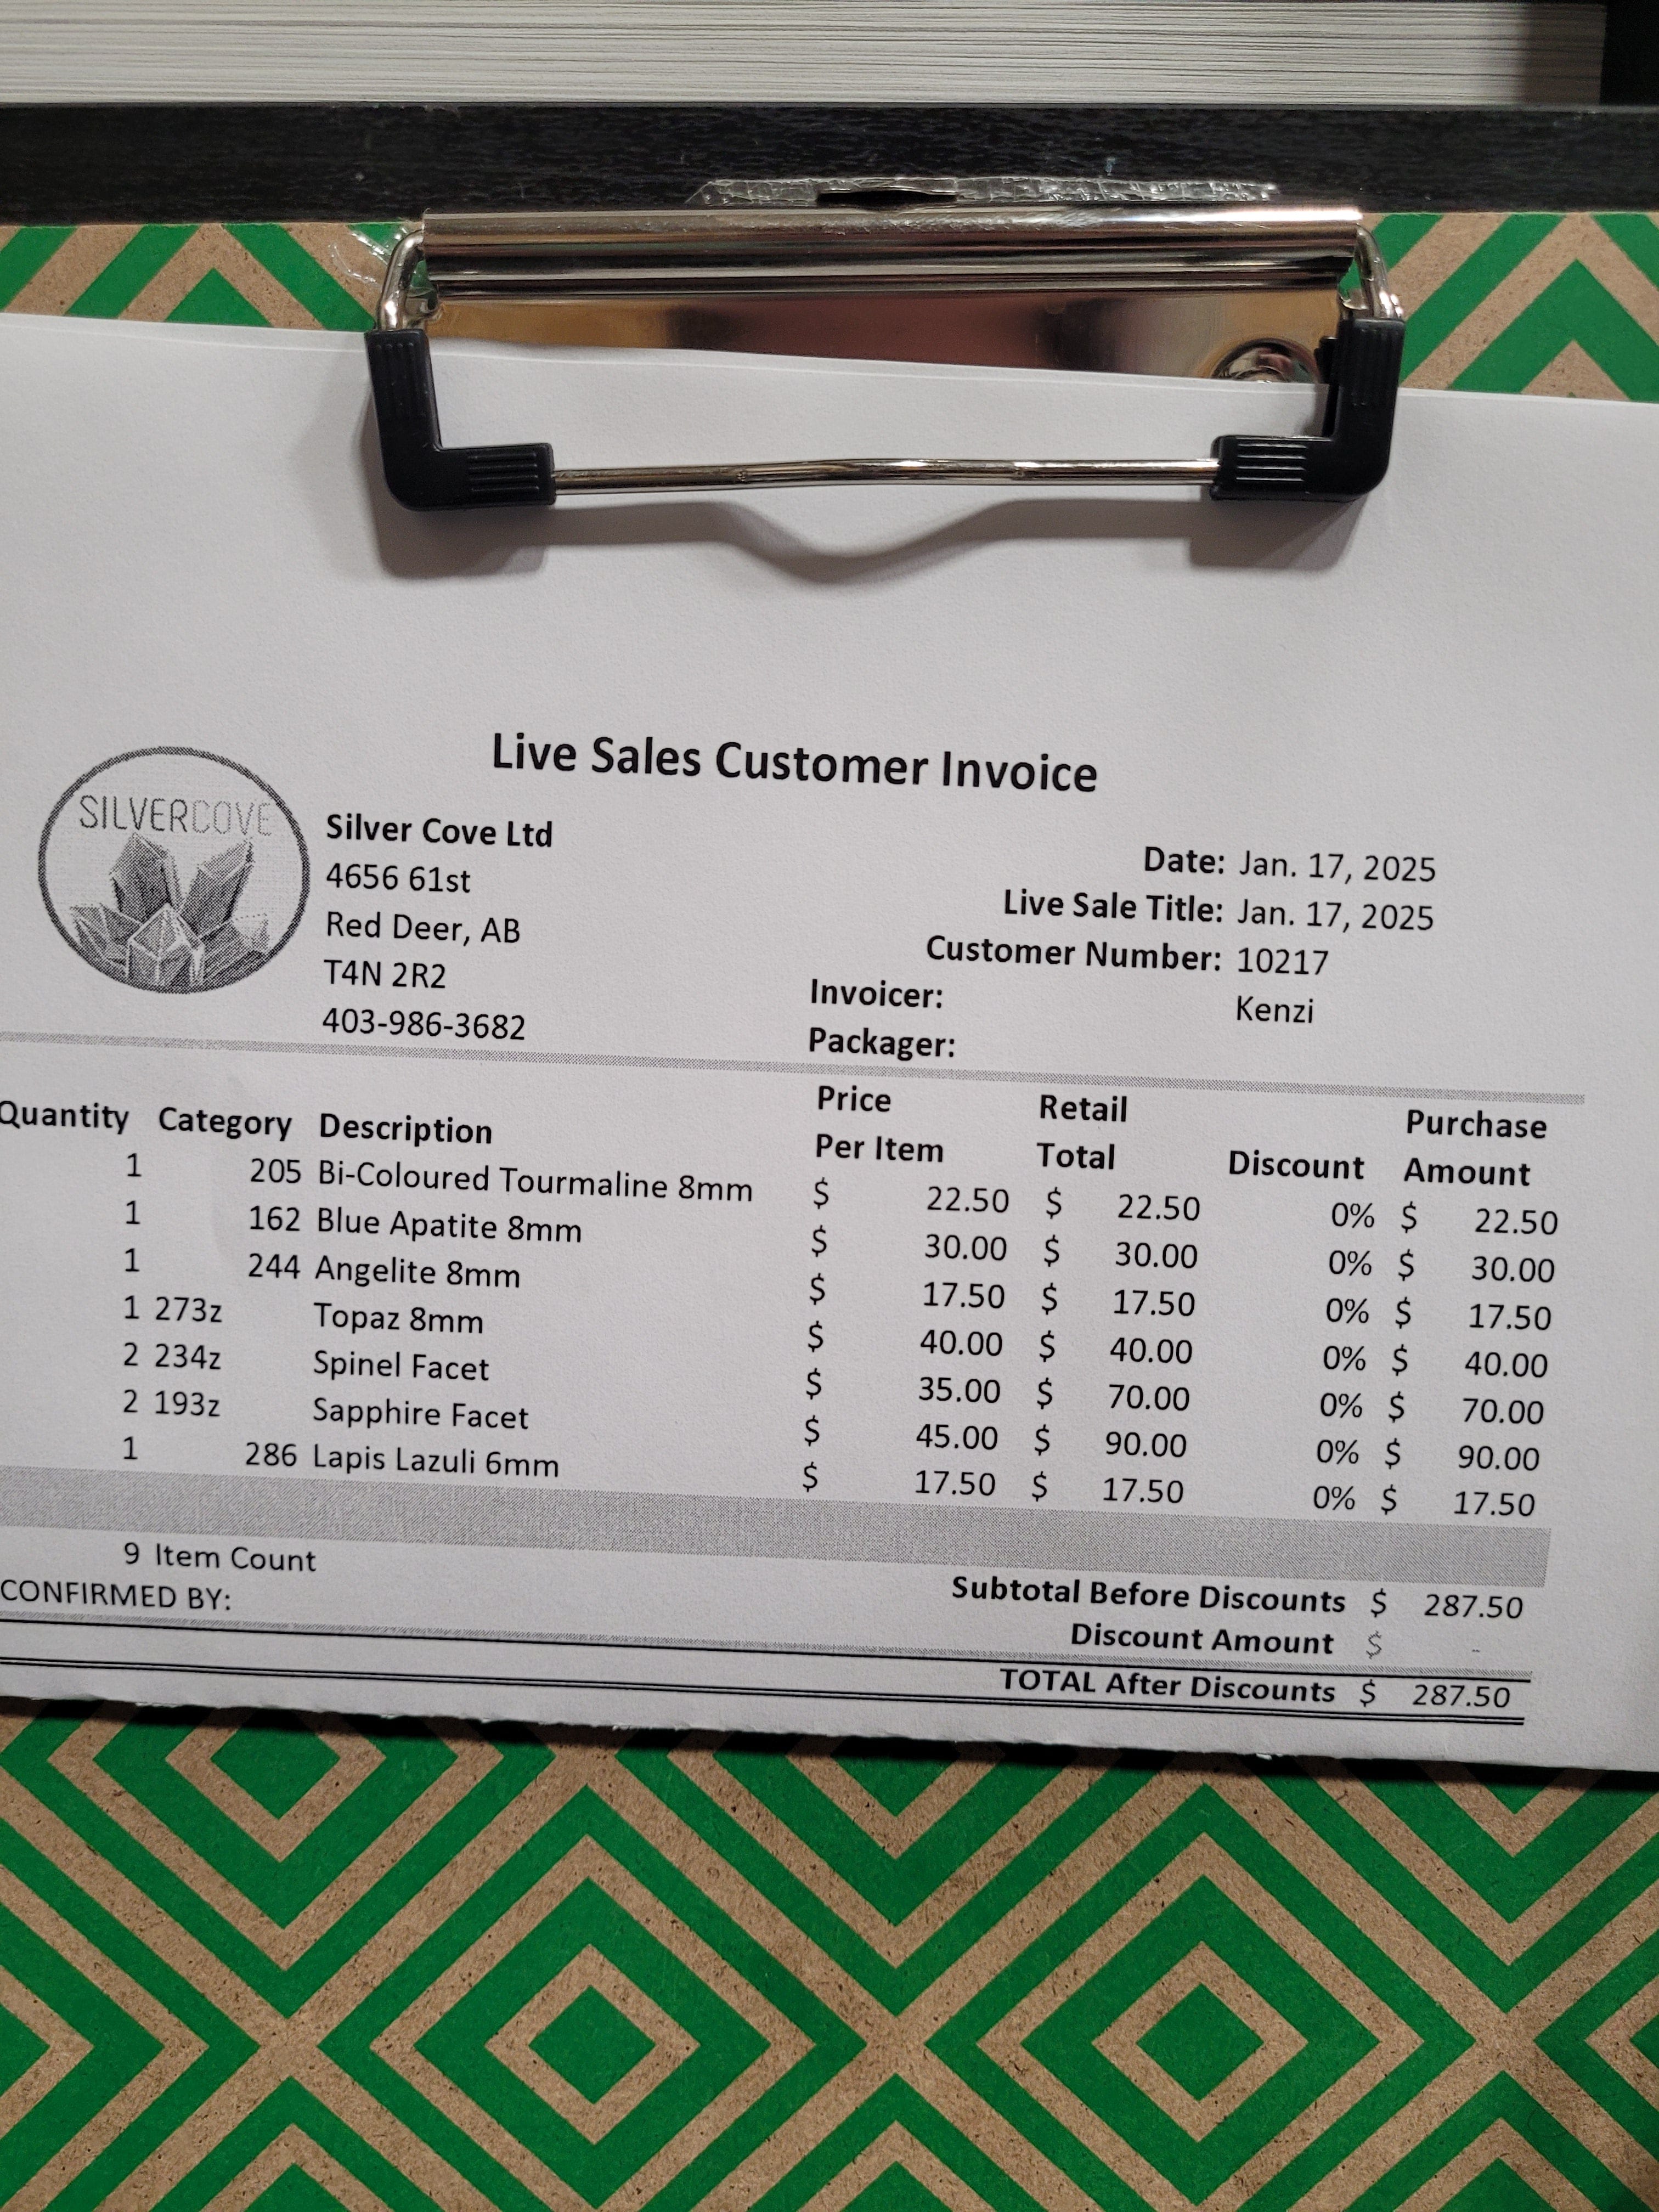 Live Sales Customer Invoice
SILVERCOVE
Silver Cove Ltd
4656 61st
Red Deer, AB
T4N 2R2
403-986-3682
Date: Jan. 17, 2025
Live Sale Title: Jan. 17, 2025
Customer Number: 10217
Invoicer: Kenzi
Packager:
Quantity Category Description Price Per Item Retail Total Discount Purchase Amount
1 205 Bi-Coloured Tourmaline 8mm $ 22.50 $ 22.50 0% $ 22.50
1 162 Blue Apatite 8mm $ 30.00 $ 30.00 0% $ 30.00
1 244 Angelite 8mm $ 17.50 $ 17.50 0% $ 17.50
1 273z Topaz 8mm $ 40.00 $ 40.00 0% $ 40.00
2 234z Spinel Facet $ 35.00 $ 70.00 0% $ 70.00
2 193z Sapphire Facet $ 45.00 $ 90.00 0% $ 90.00
1 286 Lapis Lazuli 6mm $ 17.50 $ 17.50 0% $ 17.50
9 Item Count
CONFIRMED BY:
Subtotal Before Discounts $ 287.50
Discount Amount $ -
TOTAL After Discounts $ 287.50